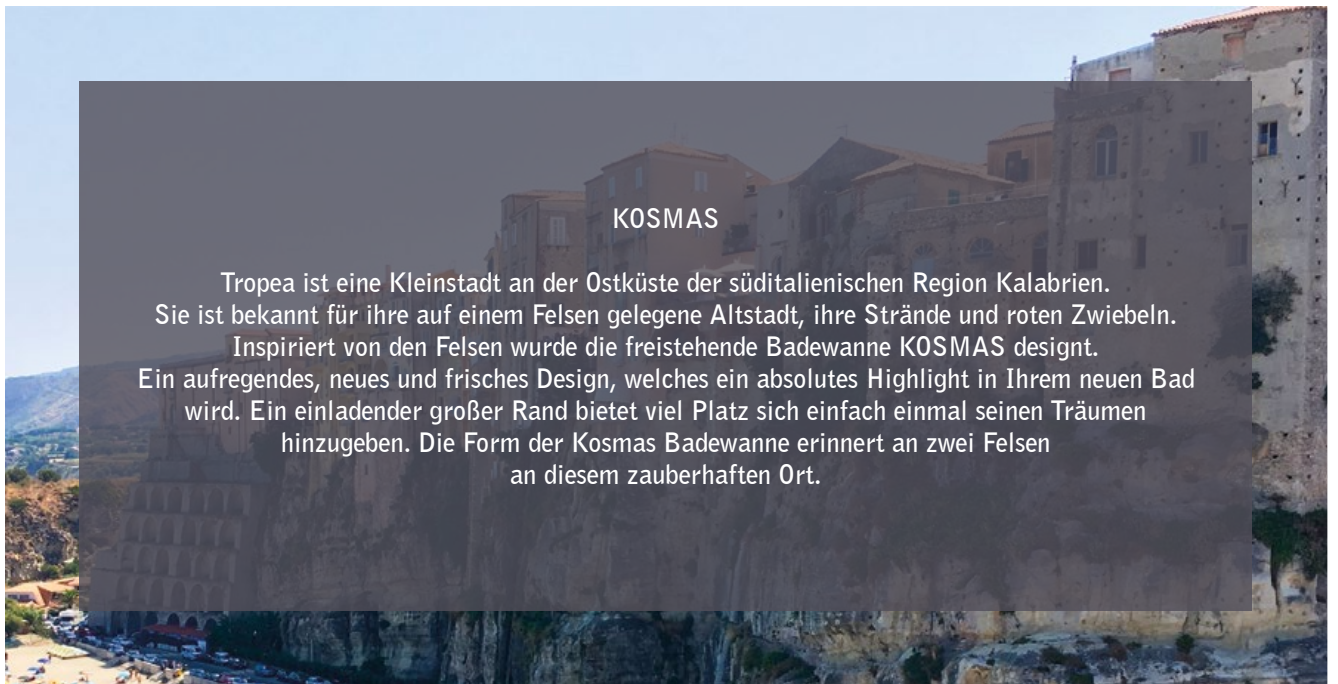 KOSMAS
Tropea ist eine Kleinstadt an der Ostküste der süditalienischen Region Kalabrien.
Sie ist bekannt für ihre auf einem Felsen gelegene Altstadt, ihre Strände und roten Zwiebeln.
Inspiriert von den Felsen wurde die freistehende Badewanne KOSMAS designt.
Ein aufregendes, neues und frisches Design, welches ein absolutes Highlight in Ihrem neuen Bad
wird. Ein einladender großer Rand bietet viel Platz sich einfach einmal seinen Träumen
hinzugeben. Die Form der Kosmas Badewanne erinnert an zwei Felsen
an diesem zauberhaften Ort.